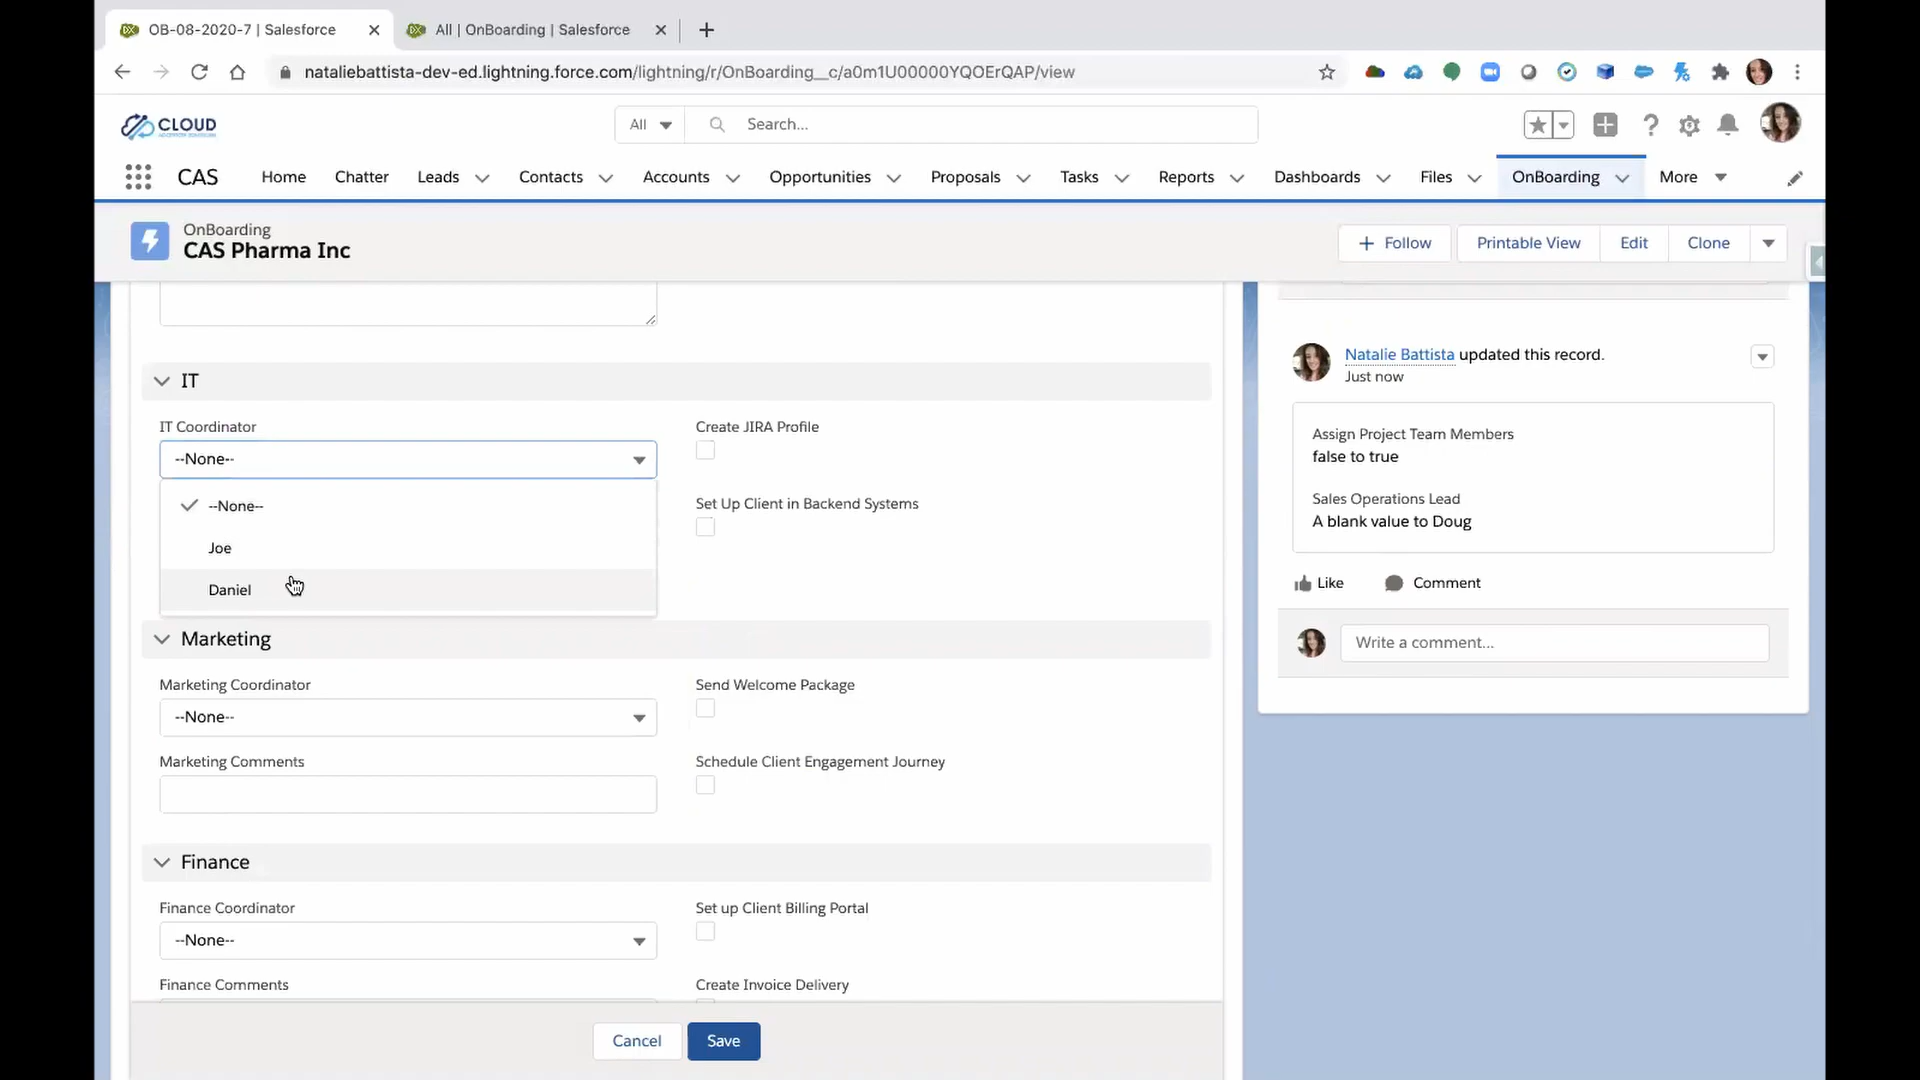 OB-08-2020-7 | Salesforce
All | OnBoarding | Salesforce
nataliebattista-dev-ed.lightning.force.com/lightning/r/OnBoarding__c/a0m1U00000YQOErQAP/view
CLOUD
All
Search...
CAS
Home
Chatter
Leads
Contacts
Accounts
Opportunities
Proposals
Tasks
Reports
Dashboards
Files
OnBoarding
More
OnBoarding
CAS Pharma Inc
Follow
Printable View
Edit
Clone
IT
IT Coordinator
--None--
--None--
Joe
Daniel
Create JIRA Profile
Set Up Client in Backend Systems
Marketing
Marketing Coordinator
--None--
Send Welcome Package
Marketing Comments
Schedule Client Engagement Journey
Finance
Finance Coordinator
--None--
Set up Client Billing Portal
Finance Comments
Create Invoice Delivery
Cancel
Save
Natalie Battista updated this record.
Just now
Assign Project Team Members
false to true
Sales Operations Lead
A blank value to Doug
Like
Comment
Write a comment...